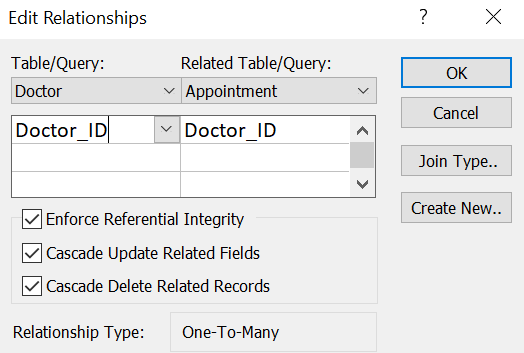 Edit Relationships
?
Table/Query:
Related Table/Query:
Doctor
Appointment
OK
Doctor_ID
Doctor_ID
Cancel
Join Type..
Create New..
Enforce Referential Integrity
Cascade Update Related Fields
Cascade Delete Related Records
Relationship Type:
One-To-Many